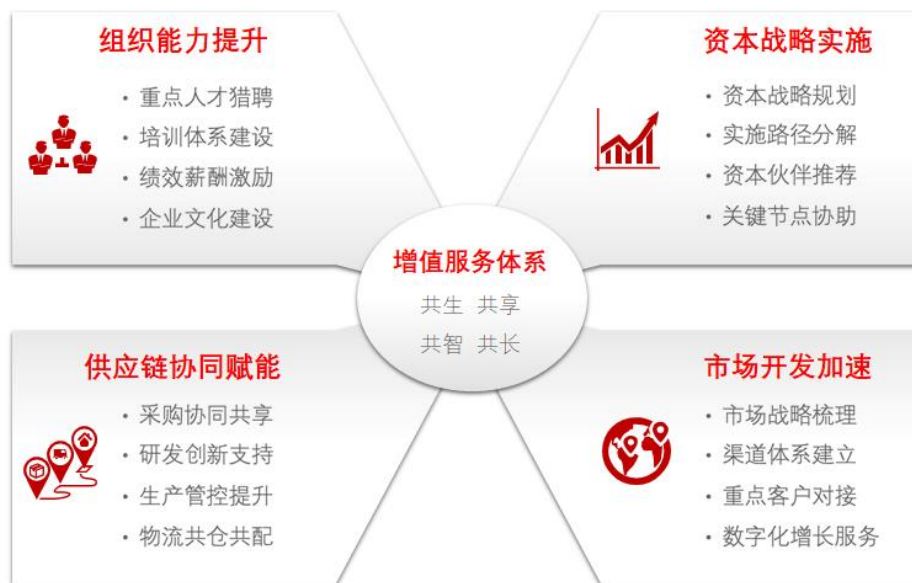 组织能力提升
• 重点人才猎聘
• 培训体系建设
• 绩效薪酬激励
• 企业文化建设
资本战略实施
• 资本战略规划
• 实施路径分解
• 资本伙伴推荐
• 关键节点协助
增值服务体系
共生 共享
共智 共长
供应链协同赋能
• 采购协同共享
• 研发创新支持
• 生产管控提升
• 物流共仓共配
市场开发加速
• 市场战略梳理
• 渠道体系建立
• 重点客户对接
• 数字化增长服务